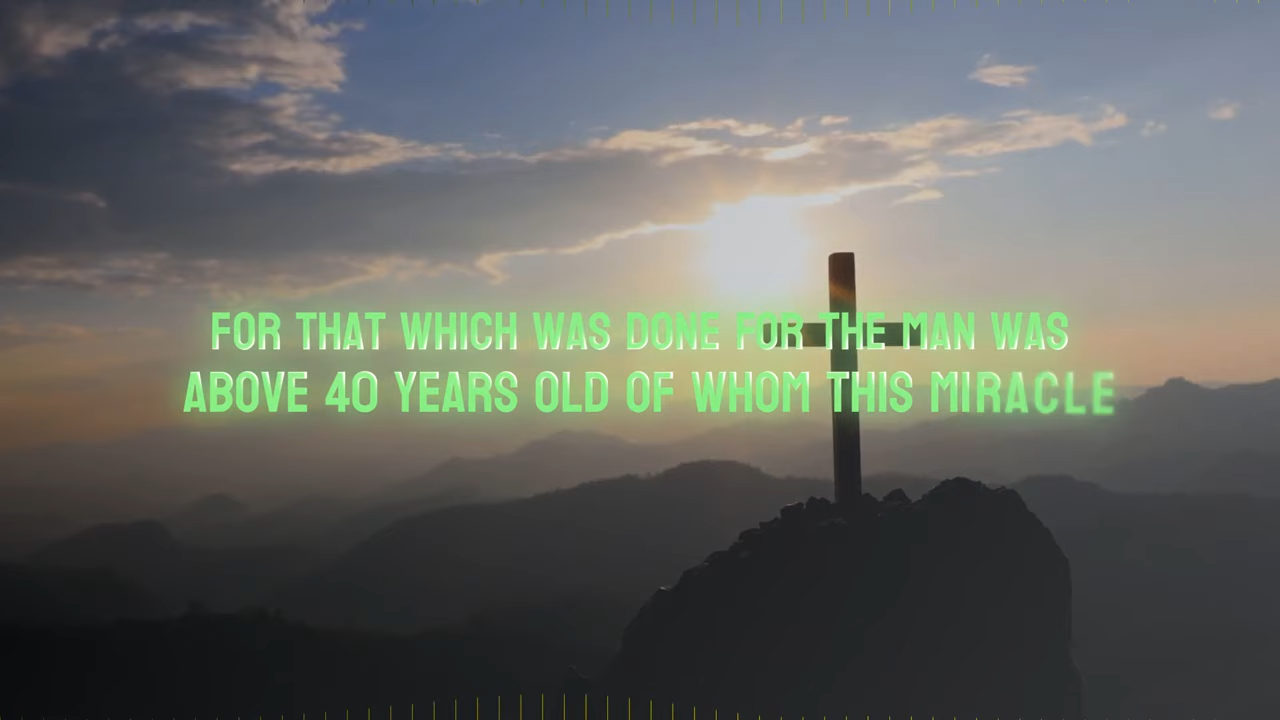 FOR THAT WHICH WAS DONE FOR THE MAN WAS
ABOVE 40 YEARS OLD OF WHOM THIS MIRACLE